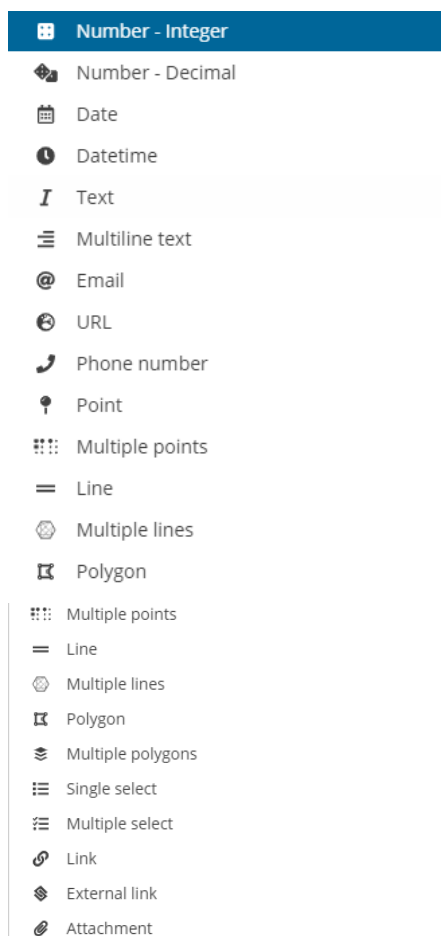 Number - Integer
Number - Decimal
Date
Datetime
Text
Multiline text
Email
URL
Phone number
Point
Multiple points
Line
Multiple lines
Polygon
Multiple points
Line
Multiple lines
Polygon
Multiple polygons
Single select
Multiple select
Link
External link
Attachment